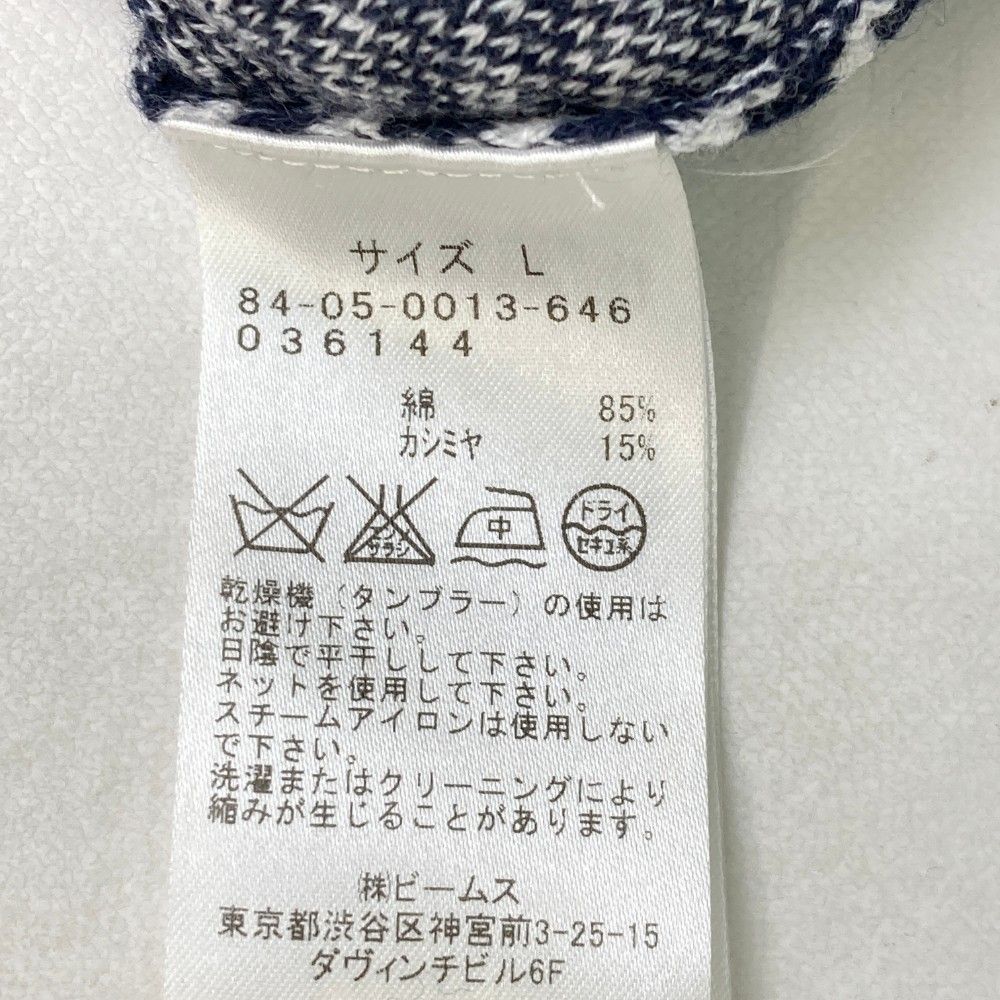 サイズ L
84-05-0013-646
036144
綿 85%
カシミヤ 15%
エンソサラシ 中 ドライ
セキユ系
乾燥機(タンブラー)の使用は
お避け下さい。
日陰で平干しして下さい。
ネットを使用して下さい。
スチームアイロンは使用しない
で下さい。
洗濯またはクリーニングにより
縮みが生じることがあります。
㈱ビームス
東京都渋谷区神宮前3-25-15
ダヴィンチビル6F